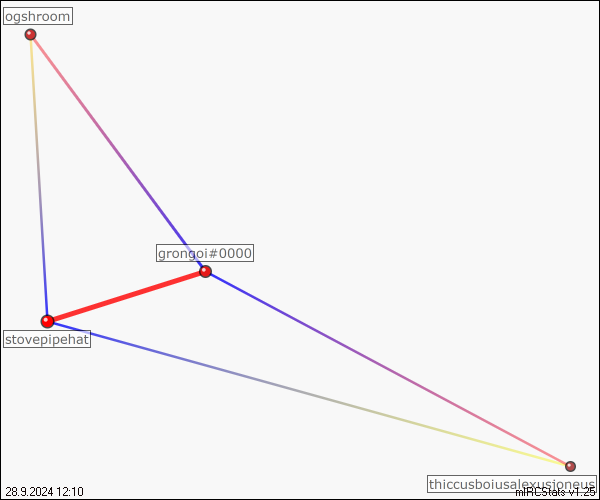 ogshroom
grongoi#0000
stovepipehat
thiccusboiusalexusioneus
28.9.2024 12:10
mIRCStats v1.25